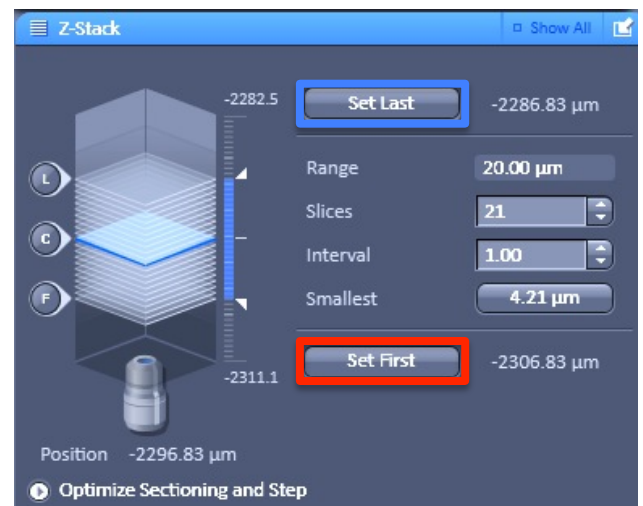 Z-Stack
Show All
-2282.5
Set Last
-2286.83 µm
L
Range
20.00 µm
Slices
21
C
Interval
1.00
F
Smallest
4.21 µm
Set First
-2306.83 µm
-2311.1
Position -2296.83 µm
Optimize Sectioning and Step